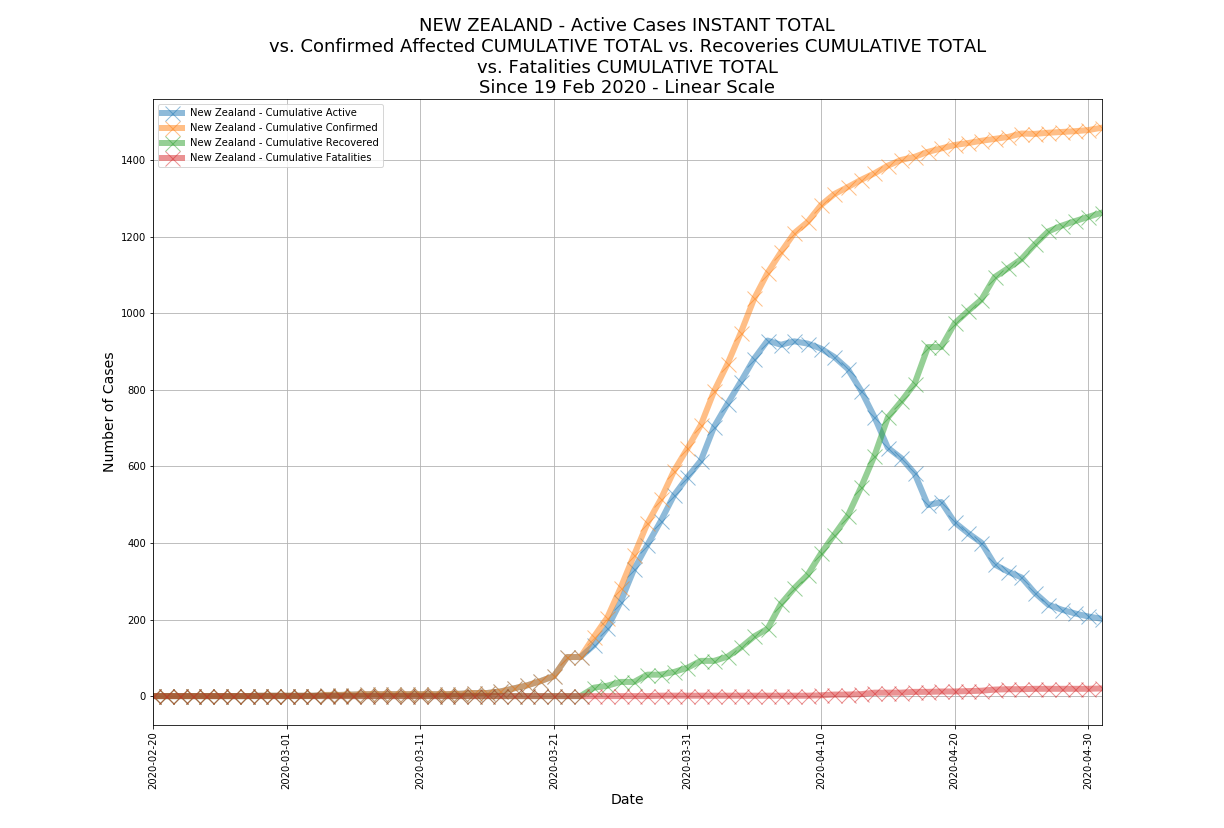 NEW ZEALAND - Active Cases INSTANT TOTAL
vs. Confirmed Affected CUMULATIVE TOTAL vs. Recoveries CUMULATIVE TOTAL
vs. Fatalities CUMULATIVE TOTAL
Since 19 Feb 2020 - Linear Scale
New Zealand - Cumulative Active
New Zealand - Cumulative Confirmed
New Zealand - Cumulative Recovered
New Zealand - Cumulative Fatalities
Number of Cases
1400
1200
1000
800
600
400
200
0
2020-02-20
2020-03-01
2020-03-11
2020-03-21
2020-03-31
2020-04-10
2020-04-20
2020-04-30
Date